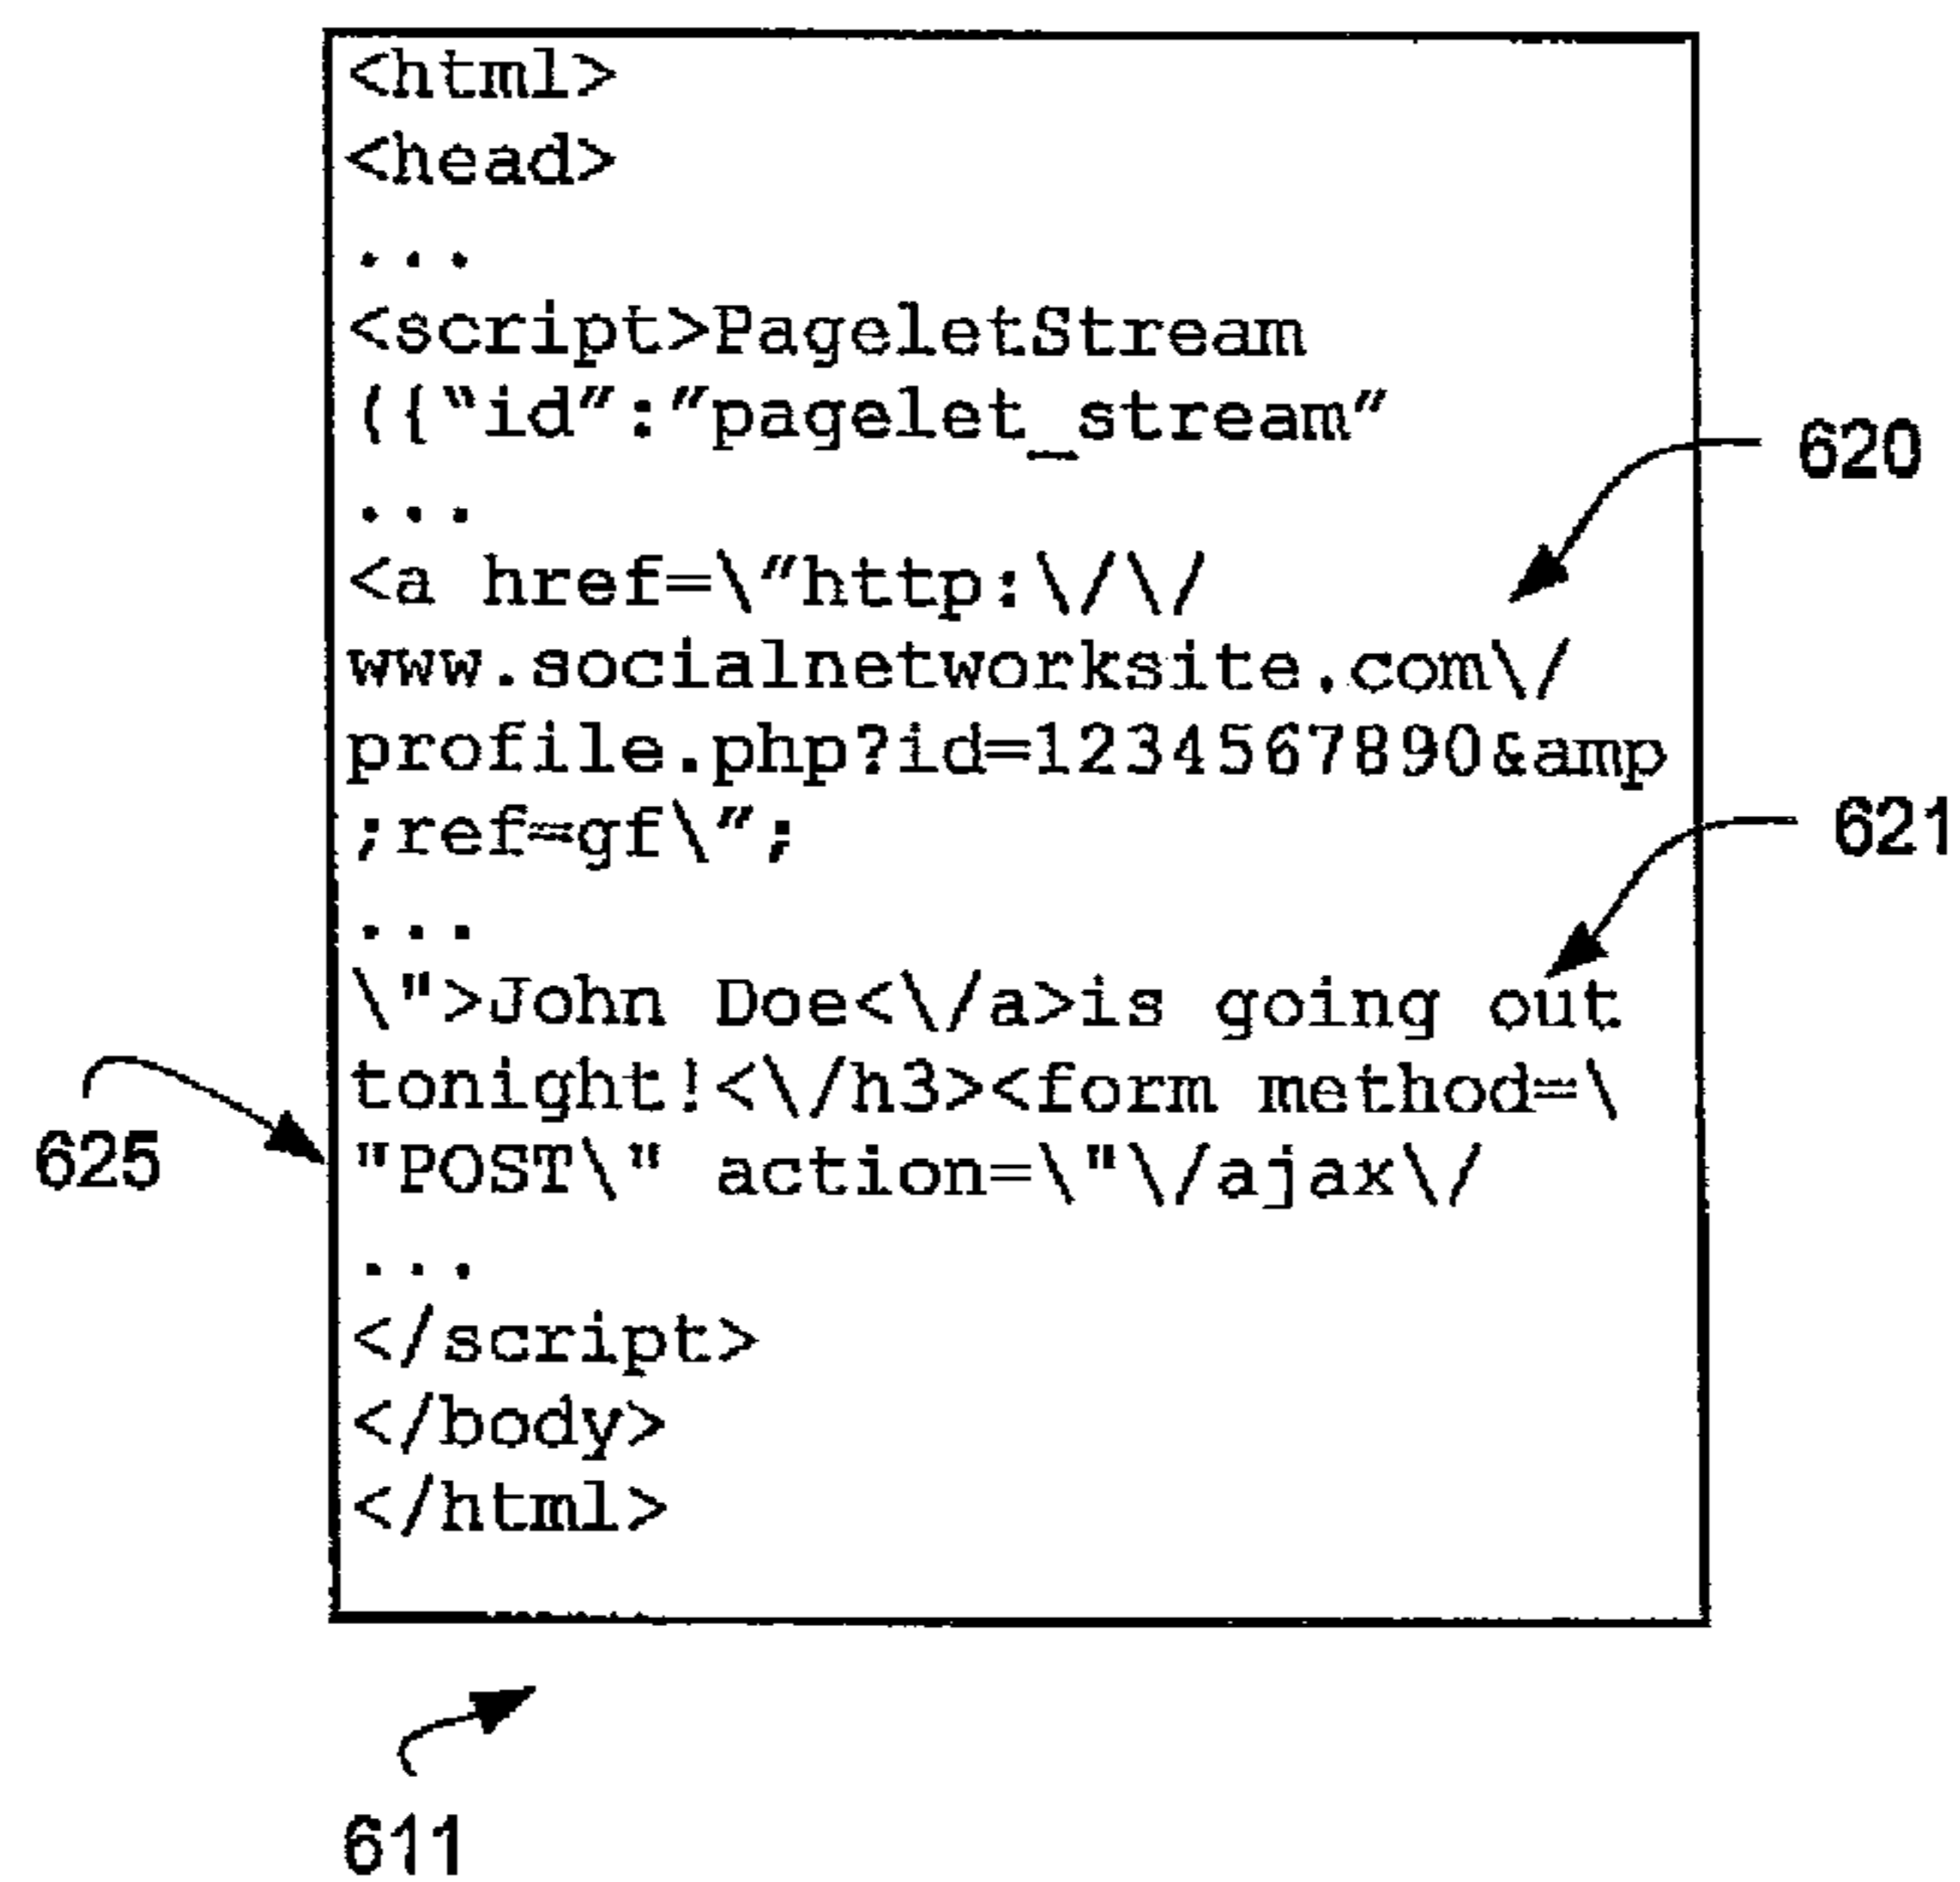 <html>
<head>
...
<script>PageletStream
({“id”:”pagelet_stream”
...
620
<a href=\”http:\/\/
www.socialnetworksite.com\/
profile.php?id=1234567890&amp
;ref=gf\”;
621
...
\">John Doe<\/a>is going out
tonight!<\/h3><form method=\
625
"POST\" action=\"\/ajax\/
...
</script>
</body>
</html>
611